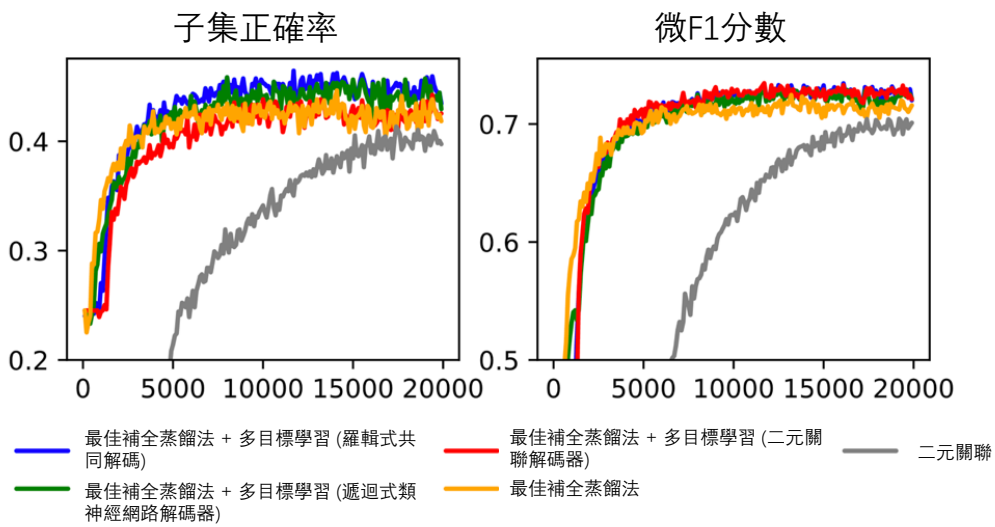 子集正確率
微F1分數
0.4
0.3
0.2
0 5000 10000 15000 20000
0.7
0.6
0.5
0 5000 10000 15000 20000
最佳補全蒸餾法 + 多目標學習 (羅輯式共
同解碼)
最佳補全蒸餾法 + 多目標學習 (遞迴式類
神經網路解碼器)
最佳補全蒸餾法 + 多目標學習 (二元關
聯解碼器)
最佳補全蒸餾法
二元關聯